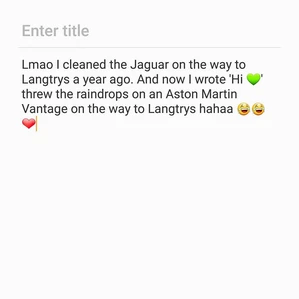 Enter title
Lmao I cleaned the Jaguar on the way to
Langtrys a year ago. And now I wrote 'Hi 💚'
threw the raindrops on an Aston Martin
Vantage on the way to Langtrys hahaa 😂😂
❤